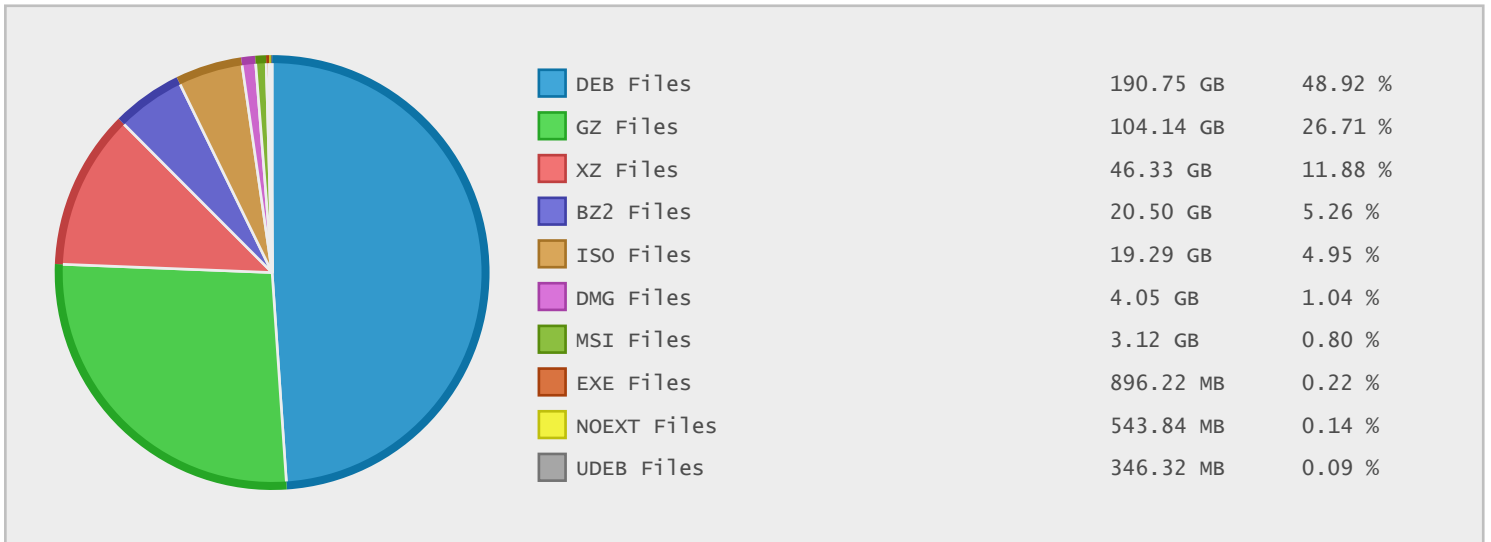 DEB Files 190.75 GB 48.92 %
GZ Files 104.14 GB 26.71 %
XZ Files 46.33 GB 11.88 %
BZ2 Files 20.50 GB 5.26 %
ISO Files 19.29 GB 4.95 %
DMG Files 4.05 GB 1.04 %
MSI Files 3.12 GB 0.80 %
EXE Files 896.22 MB 0.22 %
NOEXT Files 543.84 MB 0.14 %
UDEB Files 346.32 MB 0.09 %